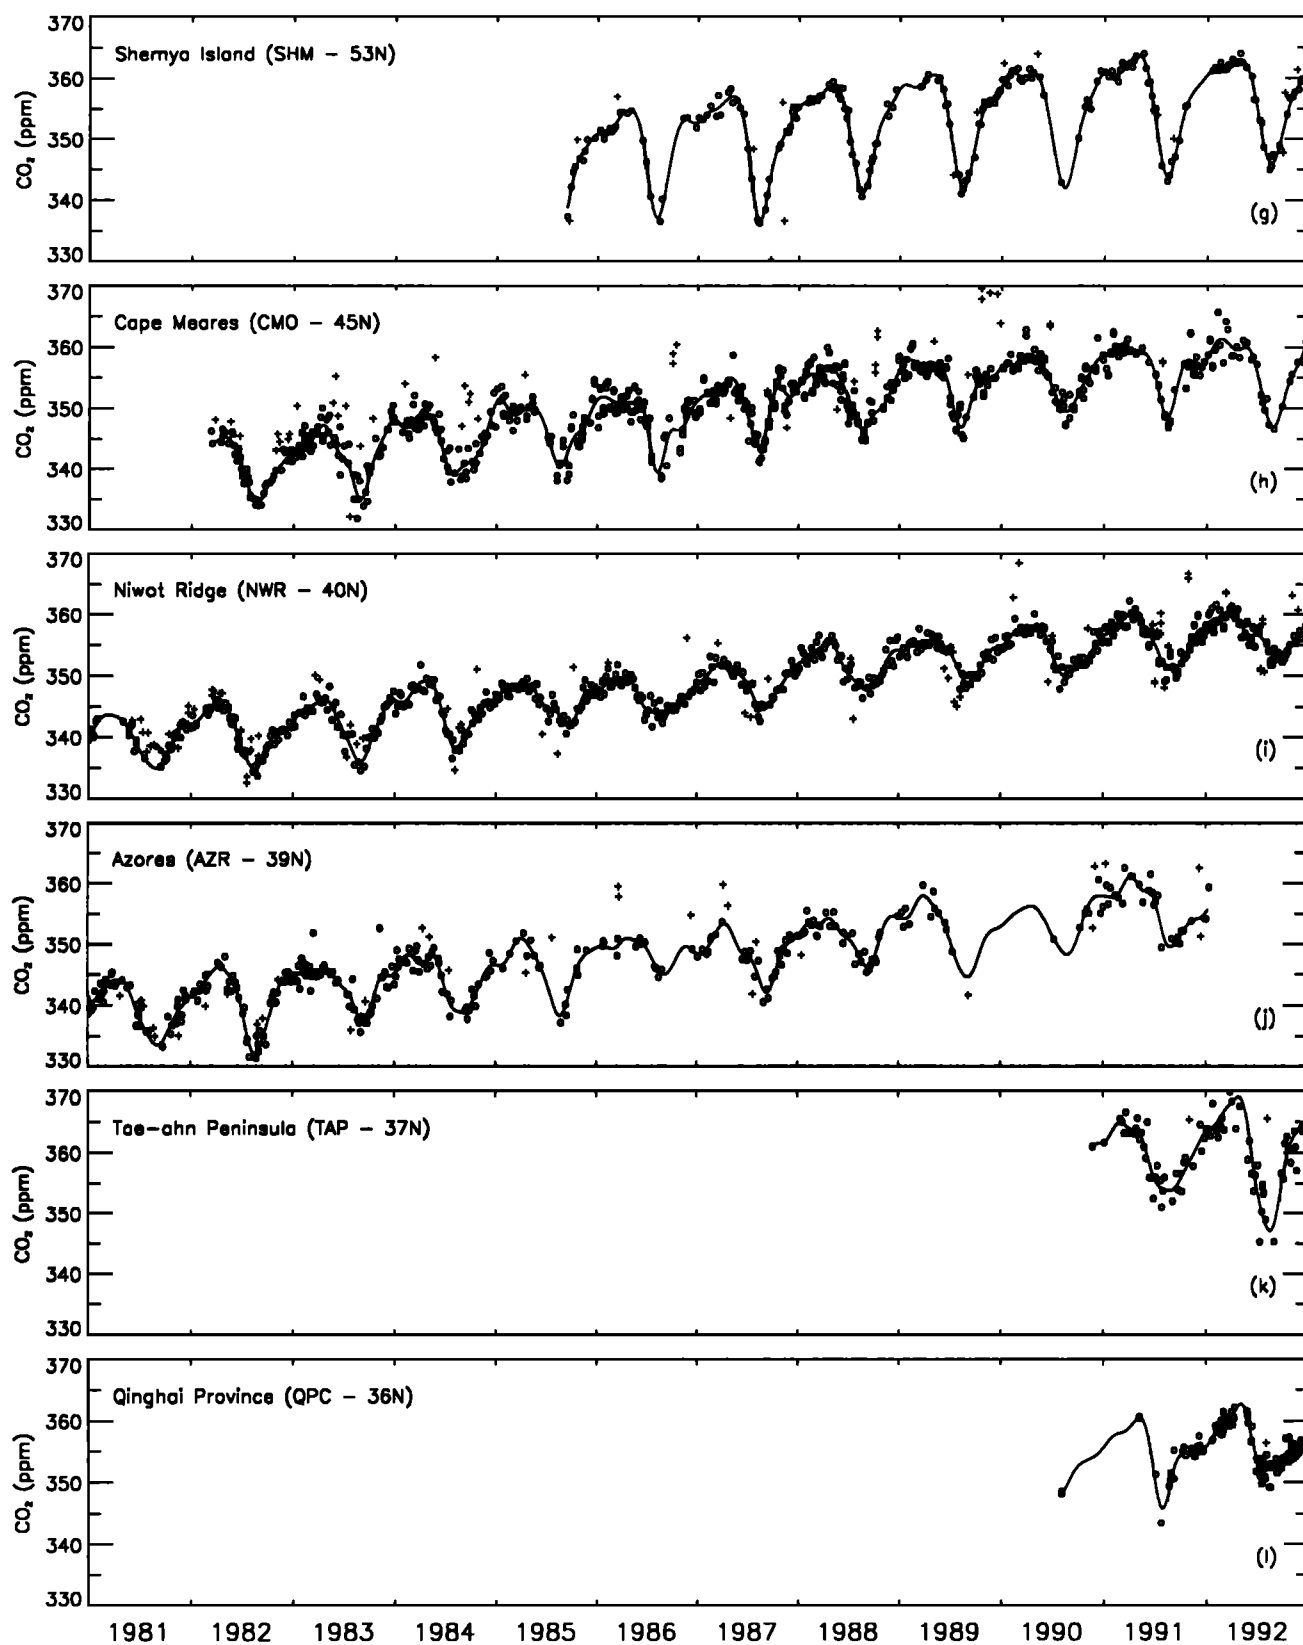 370
Shemya Island (SHM - 53N)
360
350
340
330
CO₂ (ppm)
(g)
370
Cape Meares (CMO - 45N)
360
350
340
330
CO₂ (ppm)
(h)
370
Niwot Ridge (NWR - 40N)
360
350
340
330
CO₂ (ppm)
(i)
370
Azores (AZR - 39N)
360
350
340
330
CO₂ (ppm)
(j)
370
Tae-ahn Peninsula (TAP - 37N)
360
350
340
330
CO₂ (ppm)
(k)
370
Qinghai Province (QPC - 36N)
360
350
340
330
CO₂ (ppm)
(l)
1981 1982 1983 1984 1985 1986 1987 1988 1989 1990 1991 1992